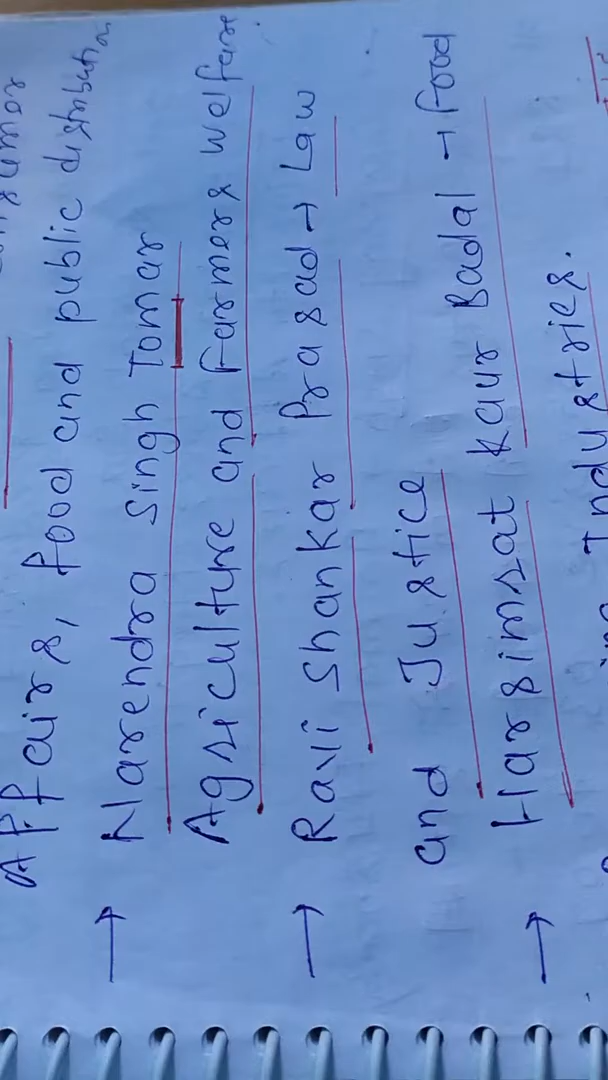 Affairs, food and public distribution
→ Narendra Singh Tomar
Agriculture and Farmers Welfare
→ Ravi Shankar Prasad → Law
and Justice
→ Harsimrat Kaur Badal → Food
Industries.